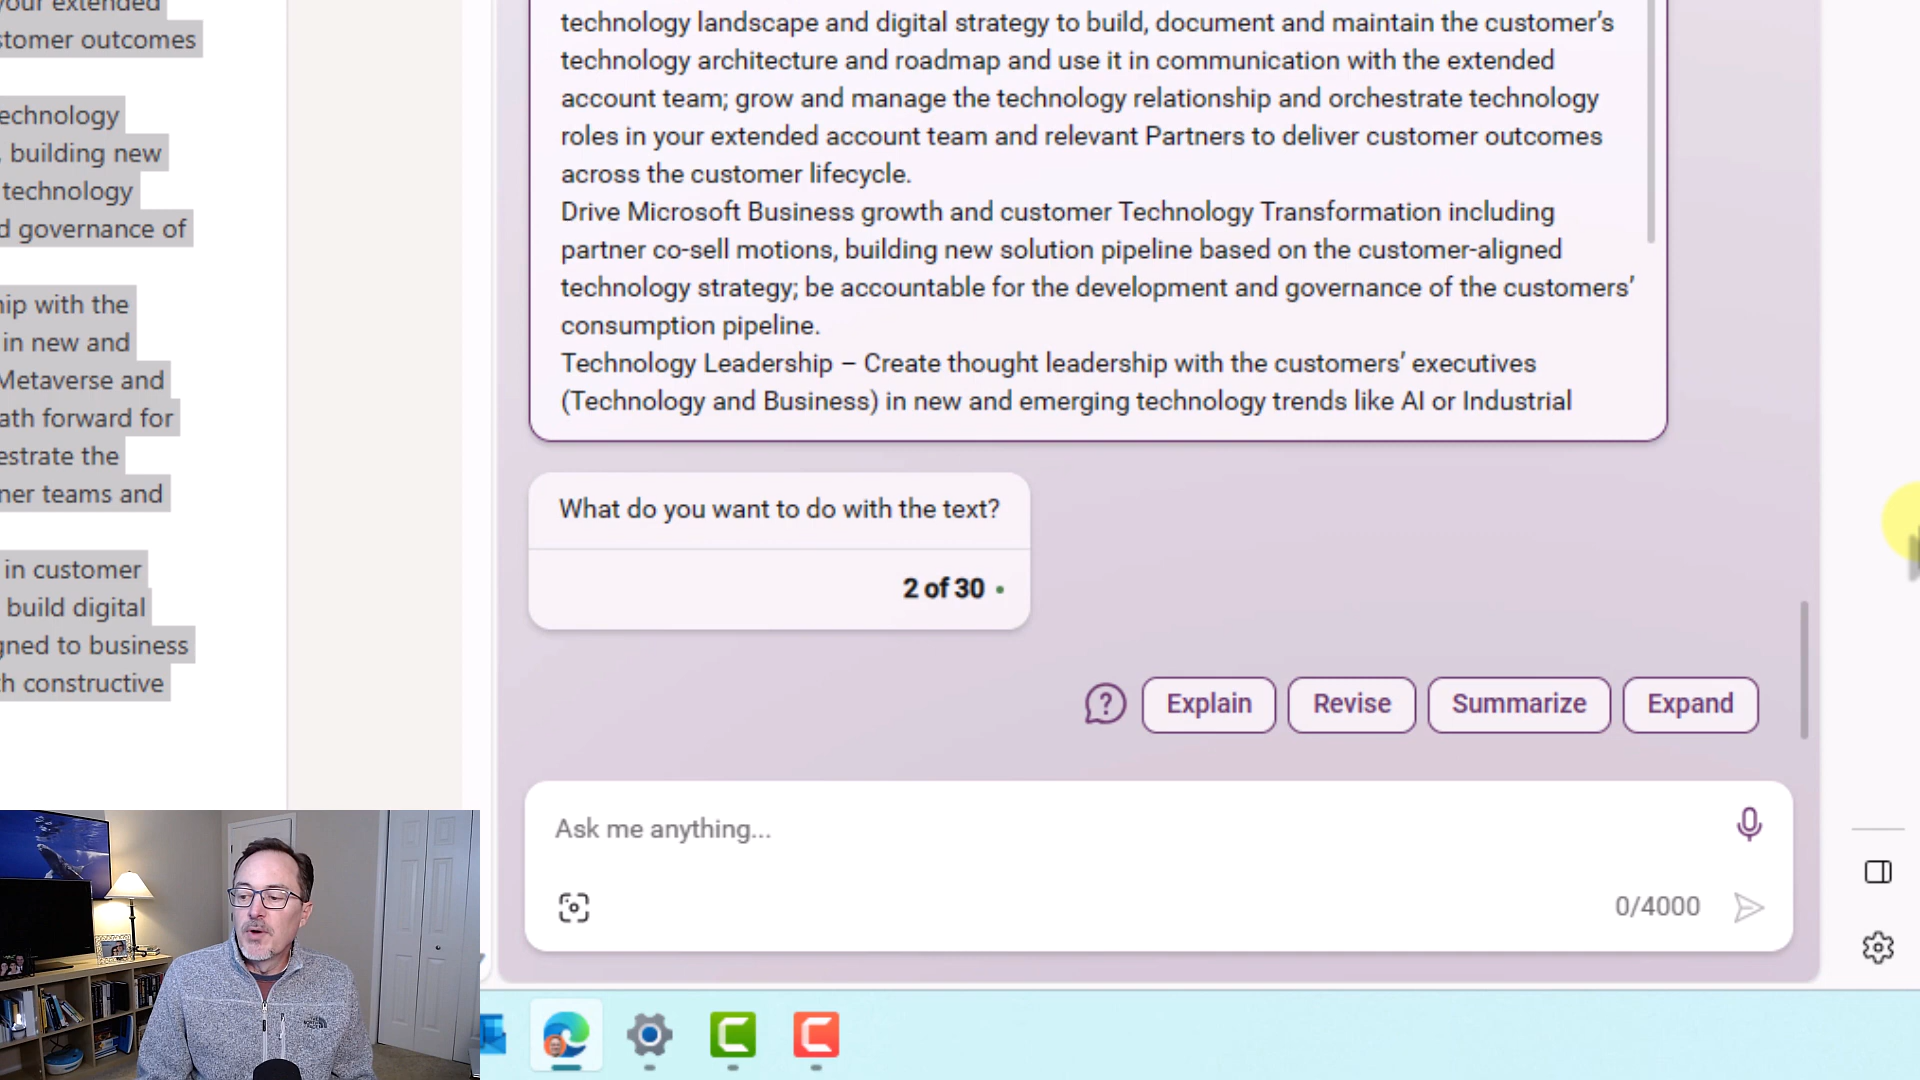 your extended
stomer outcomes
echnology
, building new
technology
d governance of
ip with the
in new and
Metaverse and
ath forward for
estrate the
ner teams and
in customer
build digital
gned to business
h constructive
technology landscape and digital strategy to build, document and maintain the customer’s
technology architecture and roadmap and use it in communication with the extended
account team; grow and manage the technology relationship and orchestrate technology
roles in your extended account team and relevant Partners to deliver customer outcomes
across the customer lifecycle.
Drive Microsoft Business growth and customer Technology Transformation including
partner co-sell motions, building new solution pipeline based on the customer-aligned
technology strategy; be accountable for the development and governance of the customers’
consumption pipeline.
Technology Leadership – Create thought leadership with the customers’ executives
(Technology and Business) in new and emerging technology trends like AI or Industrial
What do you want to do with the text?
2 of 30
Explain
Revise
Summarize
Expand
Ask me anything...
0/4000